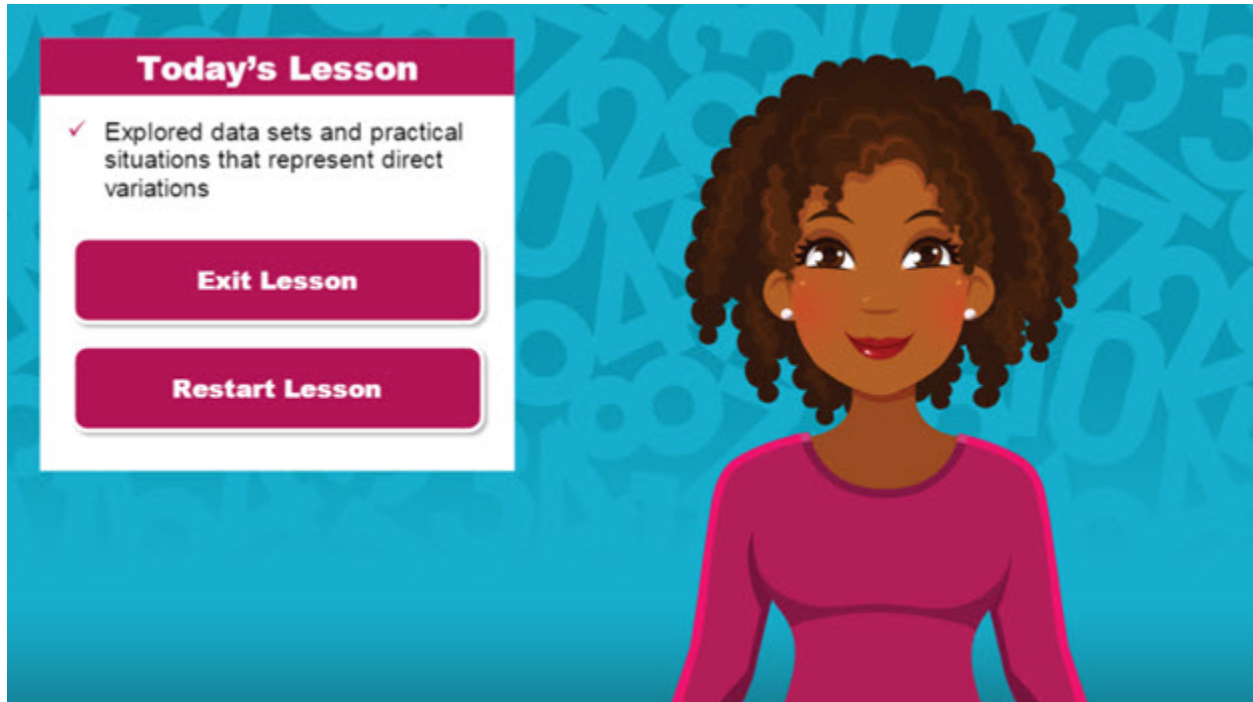 Today's Lesson
✓ Explored data sets and practical
situations that represent direct
variations
Exit Lesson
Restart Lesson